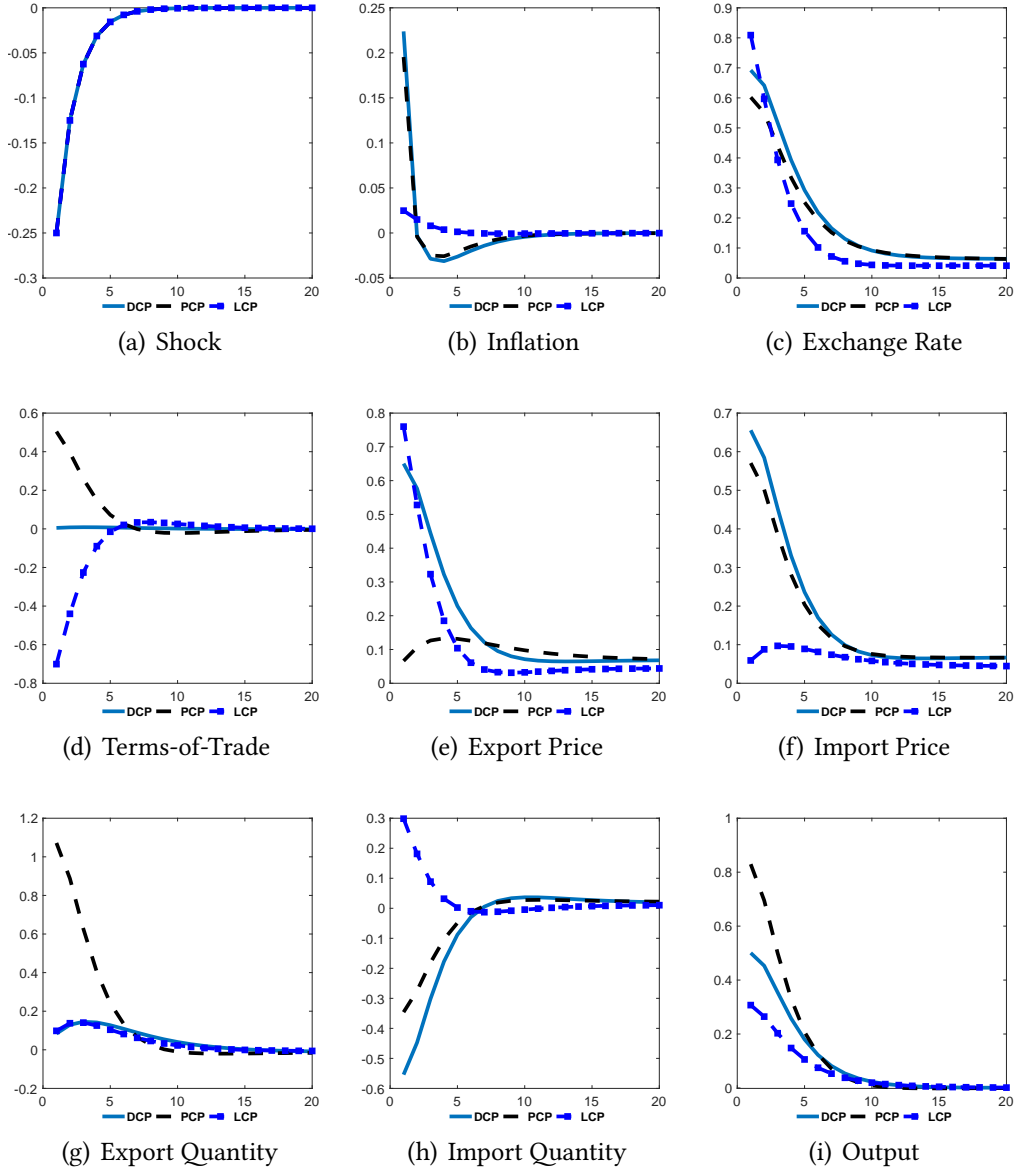 0
-0.05
-0.1
-0.15
-0.2
-0.25
-0.3
0 5 10 15 20
DCP PCP LCP
(a) Shock
0.25
0.2
0.15
0.1
0.05
0
-0.05
0 5 10 15 20
DCP PCP LCP
(b) Inflation
0.9
0.8
0.7
0.6
0.5
0.4
0.3
0.2
0.1
0
0 5 10 15 20
DCP PCP LCP
(c) Exchange Rate
0.6
0.4
0.2
0
-0.2
-0.4
-0.6
-0.8
0 5 10 15 20
DCP PCP LCP
(d) Terms-of-Trade
0.8
0.7
0.6
0.5
0.4
0.3
0.2
0.1
0
0 5 10 15 20
DCP PCP LCP
(e) Export Price
0.7
0.6
0.5
0.4
0.3
0.2
0.1
0
0 5 10 15 20
DCP PCP LCP
(f) Import Price
1.2
1
0.8
0.6
0.4
0.2
0
-0.2
0 5 10 15 20
DCP PCP LCP
(g) Export Quantity
0.3
0.2
0.1
0
-0.1
-0.2
-0.3
-0.4
-0.5
-0.6
0 5 10 15 20
DCP PCP LCP
(h) Import Quantity
1
0.8
0.6
0.4
0.2
0
0 5 10 15 20
DCP PCP LCP
(i) Output